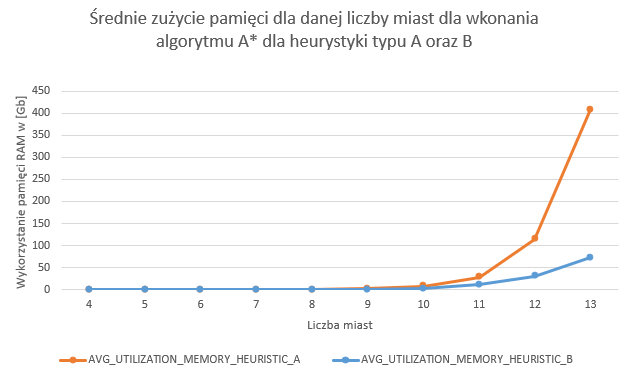 Średnie zużycie pamięci dla danej liczby miast dla wkonania
algorytmu A* dla heurystyki typu A oraz B
Wykorzystanie pamięci RAM w [Gb]
450
400
350
300
250
200
150
100
50
0
4 5 6 7 8 9 10 11 12 13
Liczba miast
AVG_UTILIZATION_MEMORY_HEURISTIC_A AVG_UTILIZATION_MEMORY_HEURISTIC_B